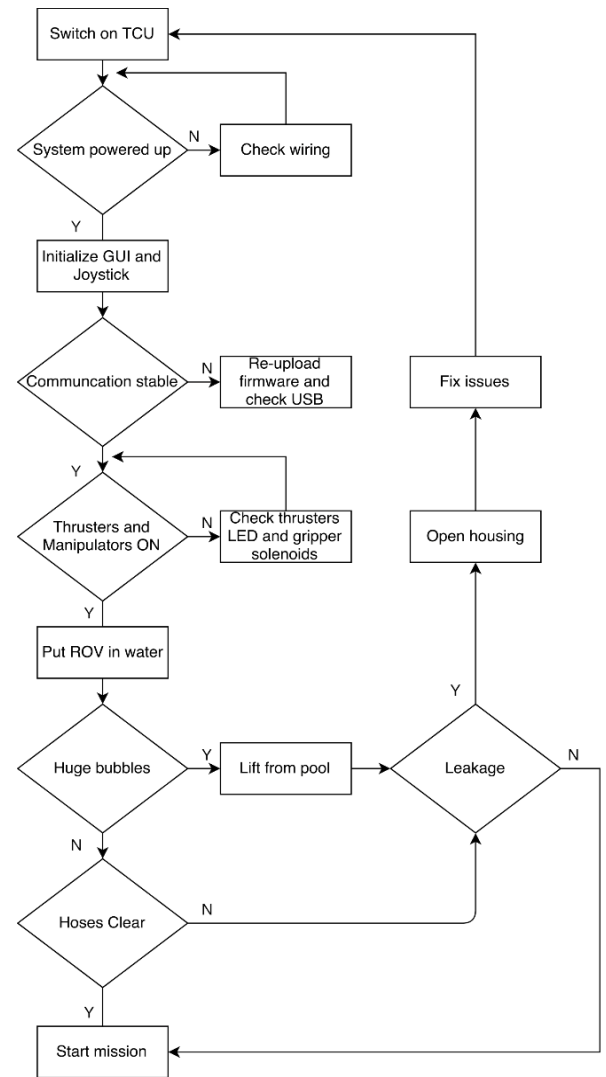 Switch on TCU
System powered up
N
Check wiring
Y
Initialize GUI and
Joystick
Communcation stable
N
Re-upload
firmware and
check USB
Fix issues
Y
Thrusters and
Manipulators ON
N
Check thrusters
LED and gripper
solenoids
Open housing
Y
Put ROV in water
Y
Huge bubbles
Y
Lift from pool
Leakage
N
N
Hoses Clear
N
Y
Start mission